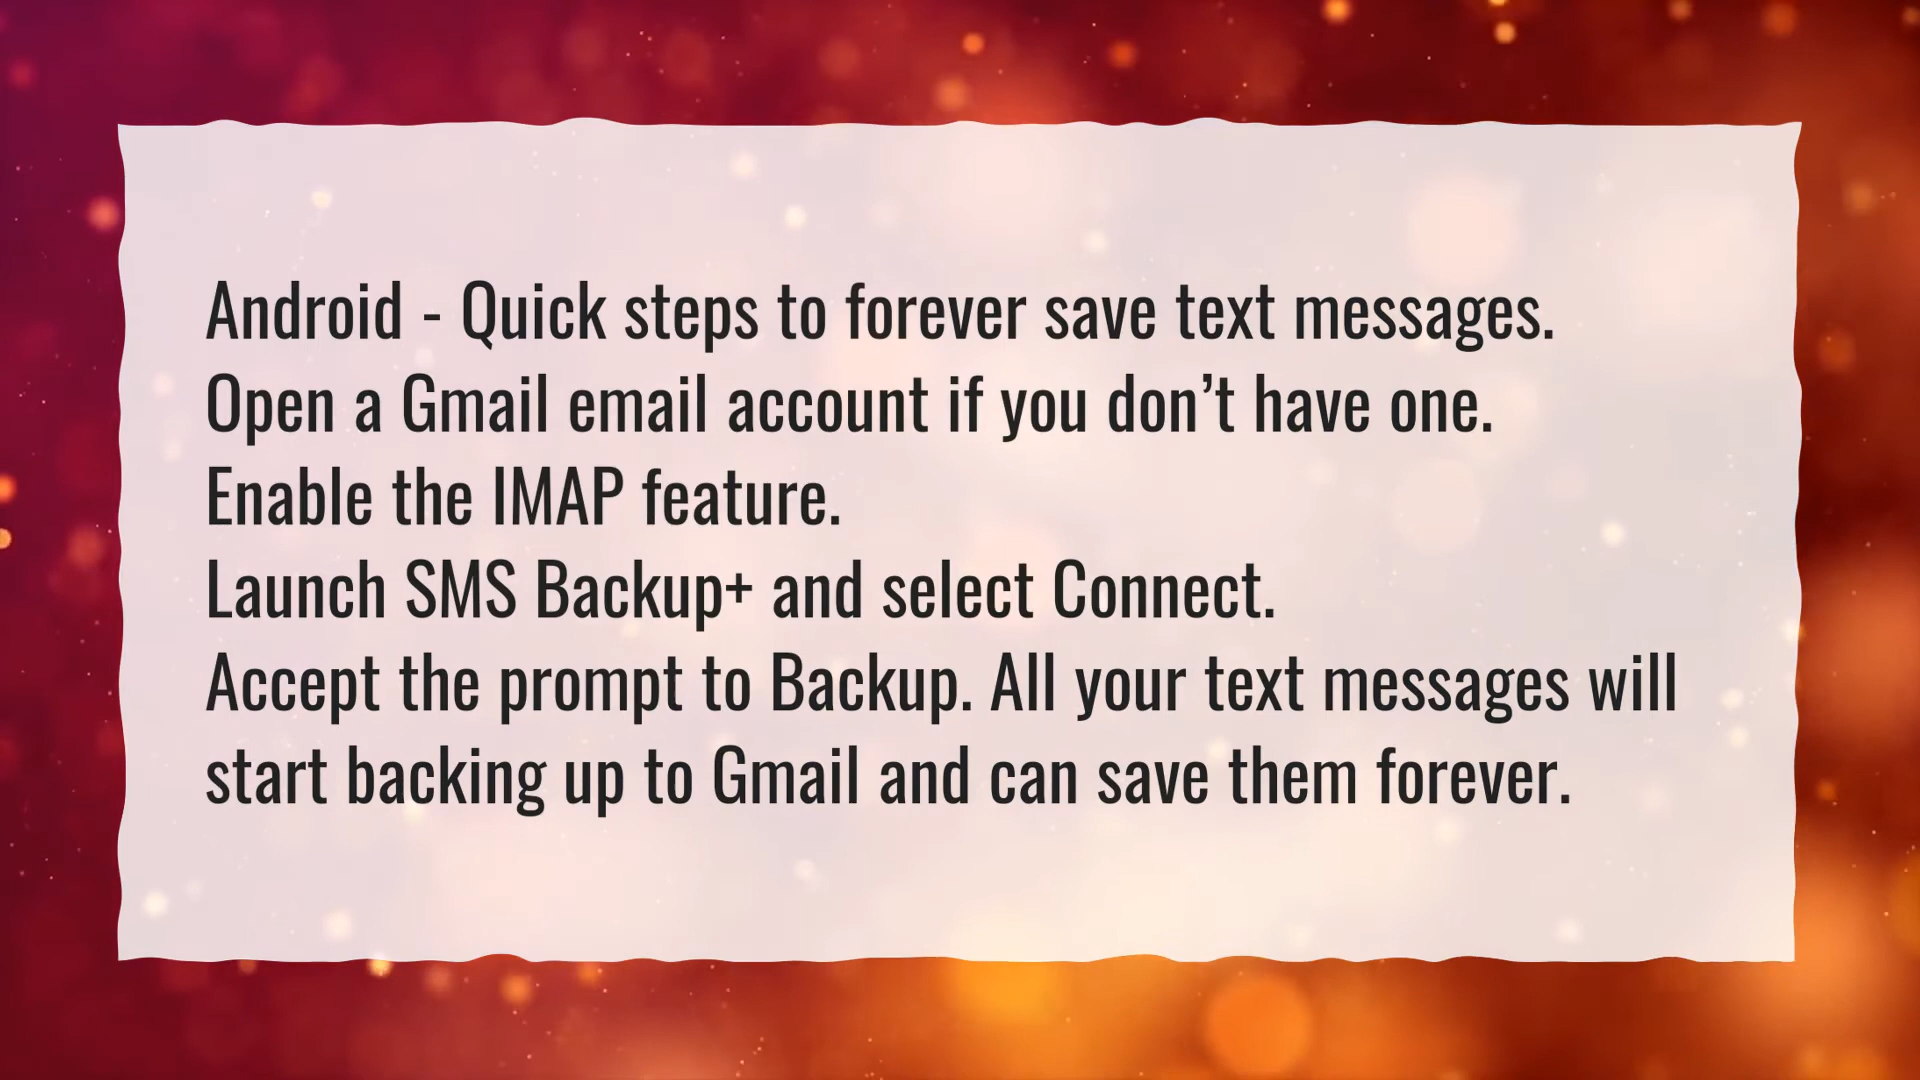 Android - Quick steps to forever save text messages.
Open a Gmail email account if you don’t have one.
Enable the IMAP feature.
Launch SMS Backup+ and select Connect.
Accept the prompt to Backup. All your text messages will
start backing up to Gmail and can save them forever.